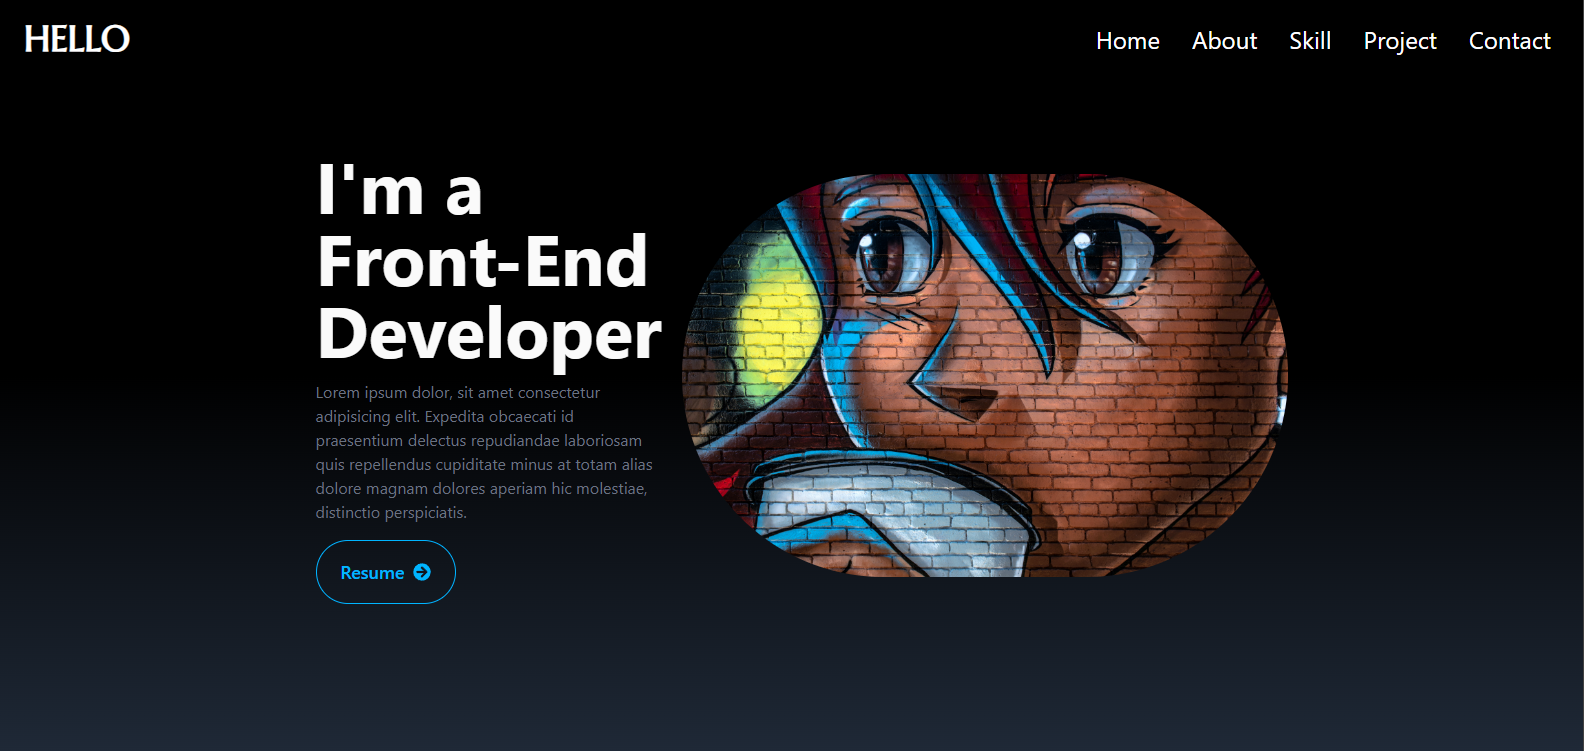 HELLO
Home About Skill Project Contact
I'm a
Front-End
Developer
Lorem ipsum dolor, sit amet consectetur
adipisicing elit. Expedita obcaecati id
praesentium delectus repudiandae laboriosam
quis repellendus cupiditate minus at totam alias
dolore magnam dolores aperiam hic molestiae,
distinctio perspiciatis.
Resume